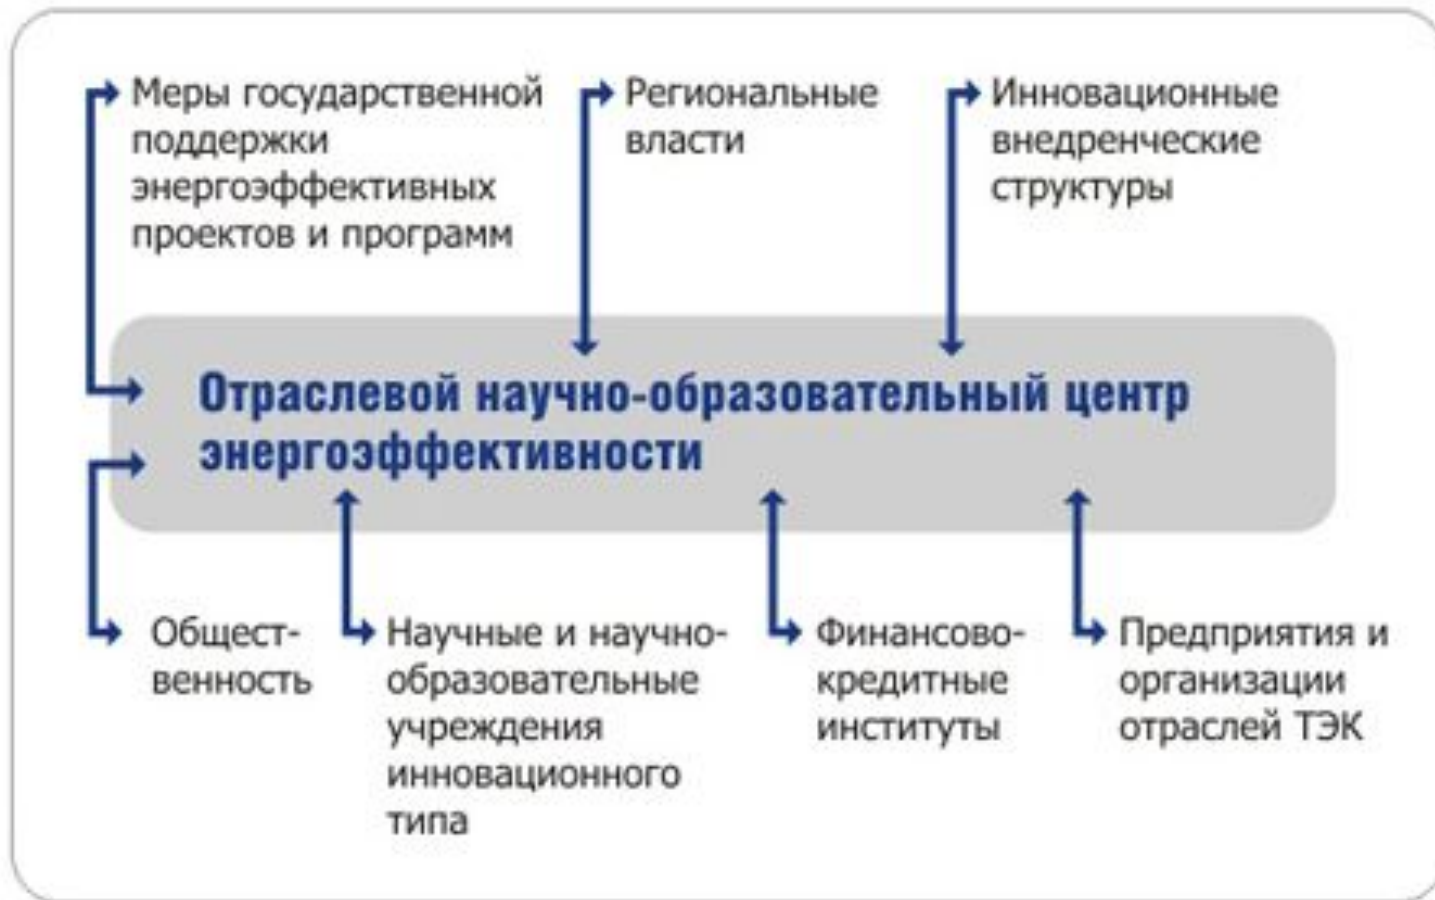 Меры государственной
поддержки
энергоэффективных
проектов и программ
Региональные
власти
Инновационные
внедренческие
структуры
Отраслевой научно-образовательный центр
энергоэффективности
Общест-
венность
Научные и научно-
образовательные
учреждения
инновационного
типа
Финансово-
кредитные
институты
Предприятия и
организации
отраслей ТЭК